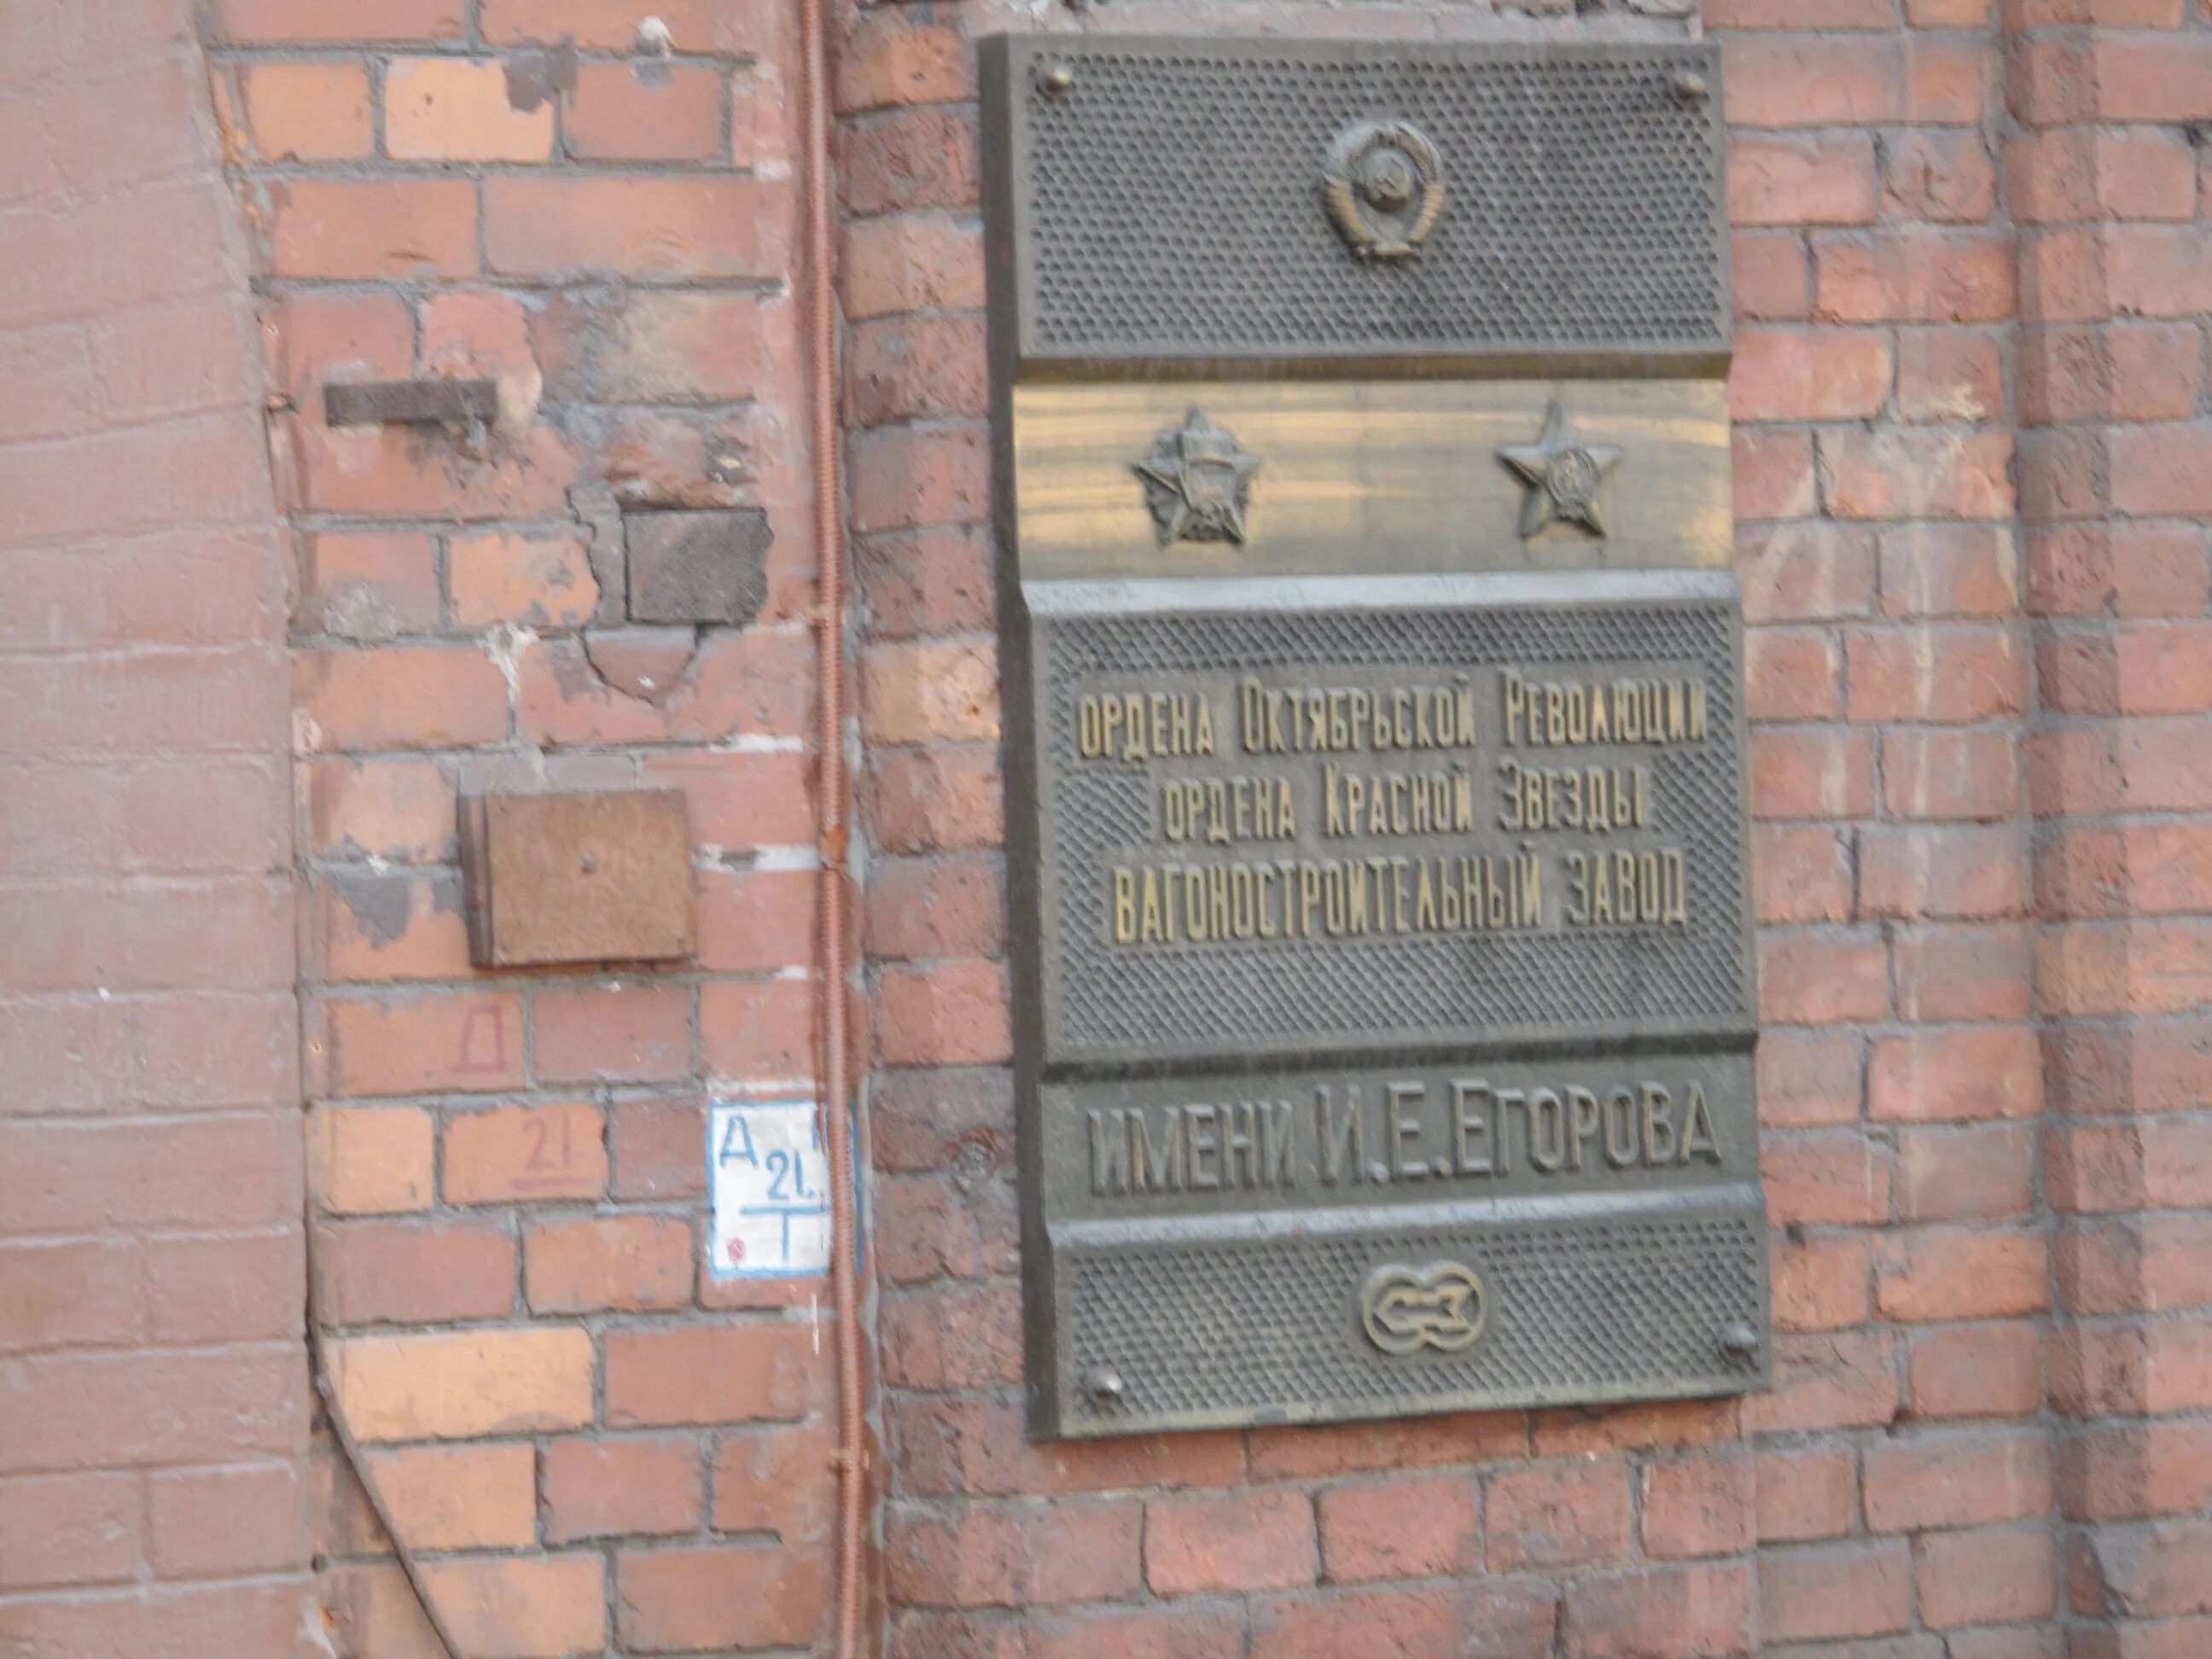 ОРДЕНА ОКТЯБРЬСКОЙ РЕВОЛЮЦИИ
ОРДЕНА КРАСНОЙ ЗВЕЗДЫ
ВАГОНОСТРОИТЕЛЬНЫЙ ЗАВОД
ИМЕНИ И.Е.ЕГОРОВА
Д
21
Д 21
Т